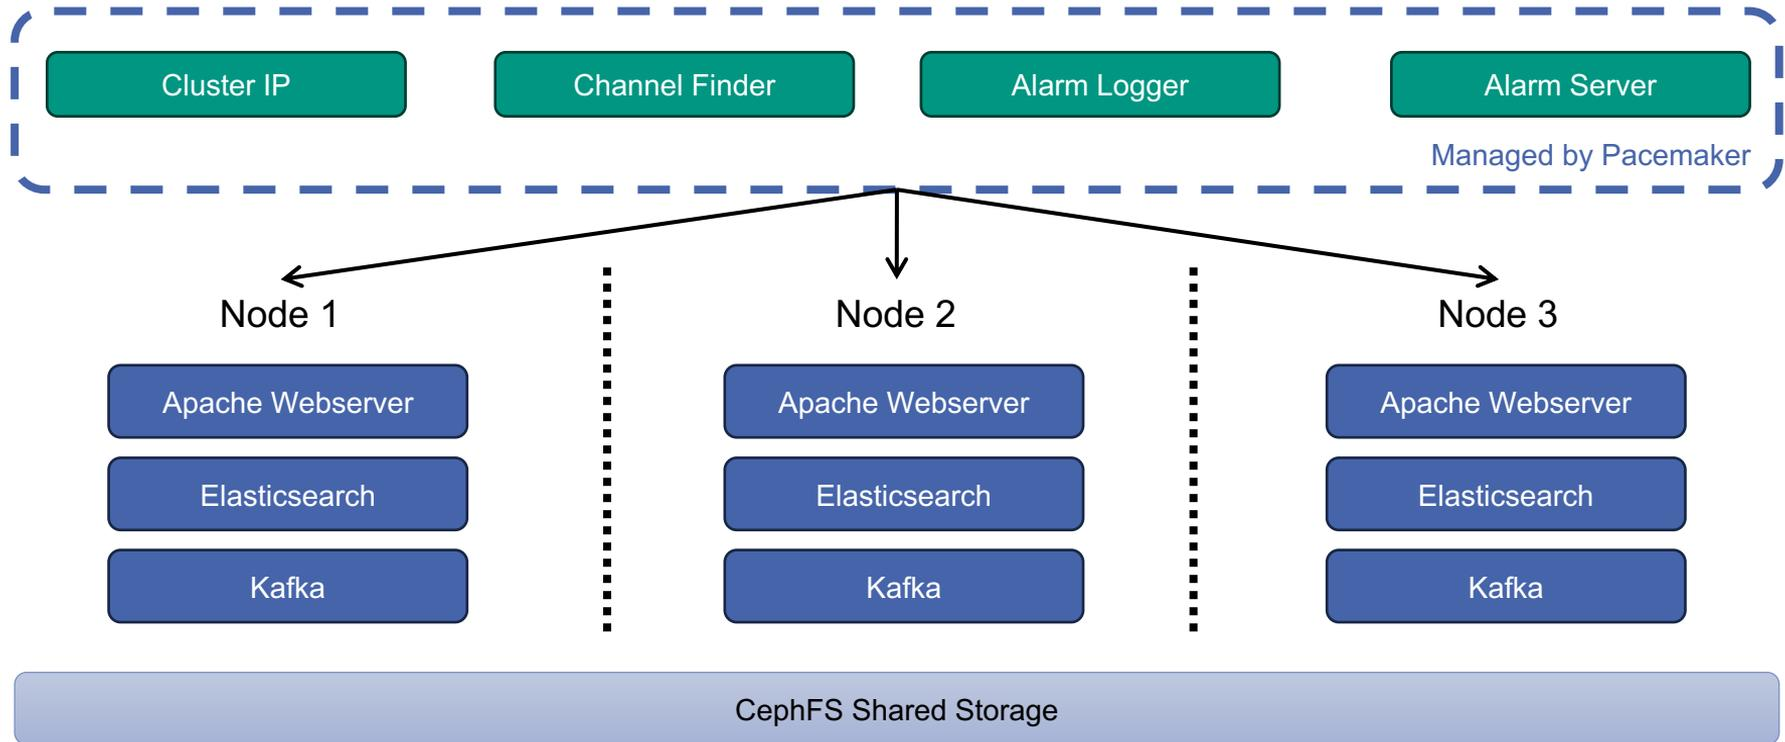 Cluster IP
Channel Finder
Alarm Logger
Alarm Server
Managed by Pacemaker
Node 1
Node 2
Node 3
Apache Webserver
Apache Webserver
Apache Webserver
Elasticsearch
Elasticsearch
Elasticsearch
Kafka
Kafka
Kafka
CephFS Shared Storage